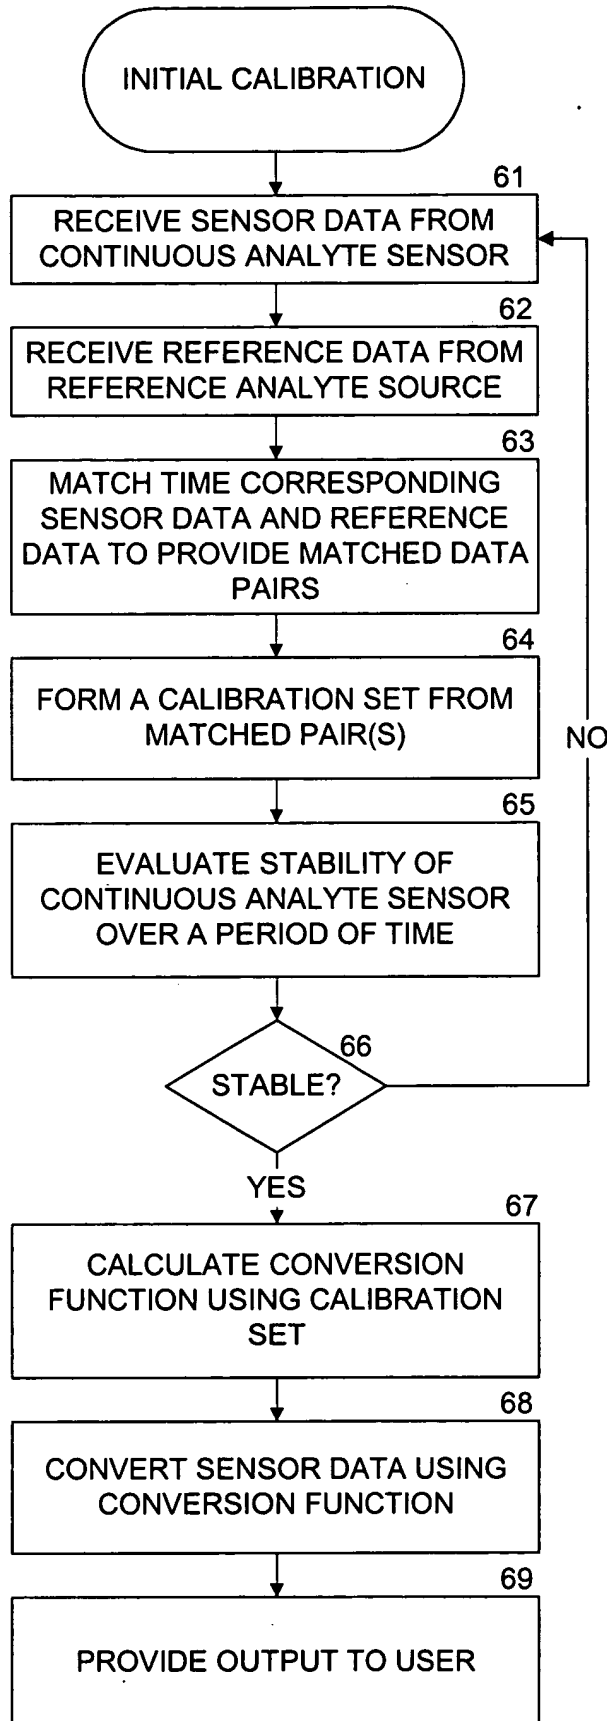 INITIAL CALIBRATION
61
RECEIVE SENSOR DATA FROM
CONTINUOUS ANALYTE SENSOR
62
RECEIVE REFERENCE DATA FROM
REFERENCE ANALYTE SOURCE
63
MATCH TIME CORRESPONDING
SENSOR DATA AND REFERENCE
DATA TO PROVIDE MATCHED DATA
PAIRS
64
FORM A CALIBRATION SET FROM
MATCHED PAIR(S)
NO
65
EVALUATE STABILITY OF
CONTINUOUS ANALYTE SENSOR
OVER A PERIOD OF TIME
66
STABLE?
YES
67
CALCULATE CONVERSION
FUNCTION USING CALIBRATION
SET
68
CONVERT SENSOR DATA USING
CONVERSION FUNCTION
69
PROVIDE OUTPUT TO USER